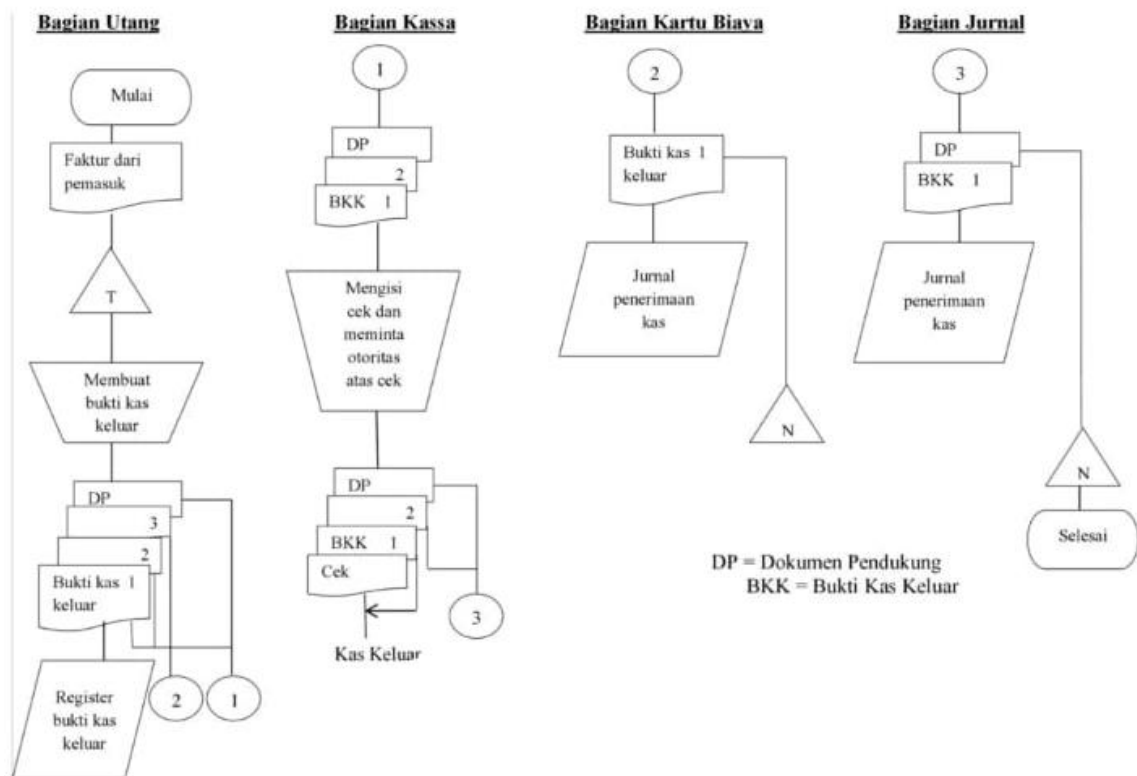 Bagian Utang
Mulai
Faktur dari
pemasuk
T
Membuat
bukti kas
keluar
DP
3
2
Bukti kas 1
keluar
Register
bukti kas
keluar
2
1
Bagian Kassa
1
DP
2
BKK 1
Mengisi
cek dan
meminta
otoritas
atas cek
DP
2
BKK 1
Cek
3
Kas Keluar
Bagian Kartu Biava
2
Bukti kas 1
keluar
Jurnal
penerimaan
kas
N
Bagian Jurnal
3
DP
BKK 1
Jurnal
penerimaan
kas
N
Selesai
DP = Dokumen Pendukung
BKK = Bukti Kas Keluar